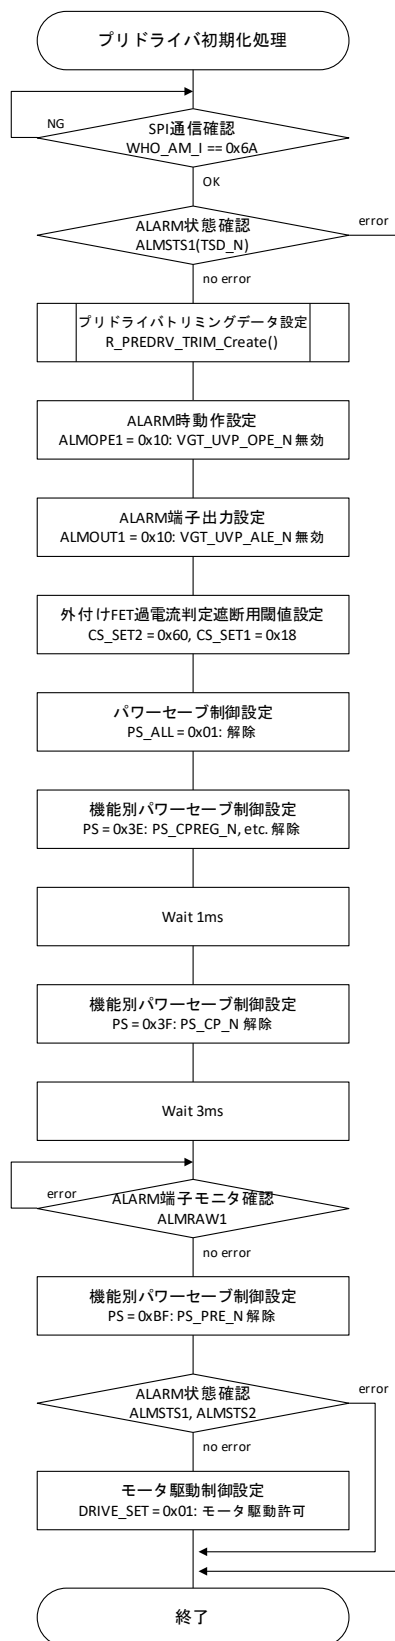 プリドライバ初期化処理
NG
SPI通信確認
WHO_AM_I == 0x6A
OK
ALARM状態確認
ALMSTS1(TSD_N)
error
no error
プリドライバトリミングデータ設定
R_PREDRV_TRIM_Create()
ALARM時動作設定
ALMOPE1 = 0x10: VGT_UVP_OPE_N 無効
ALARM端子出力設定
ALMOUT1 = 0x10: VGT_UVP_ALE_N 無効
外付けFET過電流判定遮断用閾値設定
CS_SET2 = 0x60, CS_SET1 = 0x18
パワーセーブ制御設定
PS_ALL = 0x01: 解除
機能別パワーセーブ制御設定
PS = 0x3E: PS_CPREG_N, etc. 解除
Wait 1ms
機能別パワーセーブ制御設定
PS = 0x3F: PS_CP_N 解除
Wait 3ms
error
ALARM端子モニタ確認
ALMRAW1
no error
機能別パワーセーブ制御設定
PS = 0xBF: PS_PRE_N 解除
ALARM状態確認
ALMSTS1, ALMSTS2
error
no error
モータ駆動制御設定
DRIVE_SET = 0x01: モータ駆動許可
終了